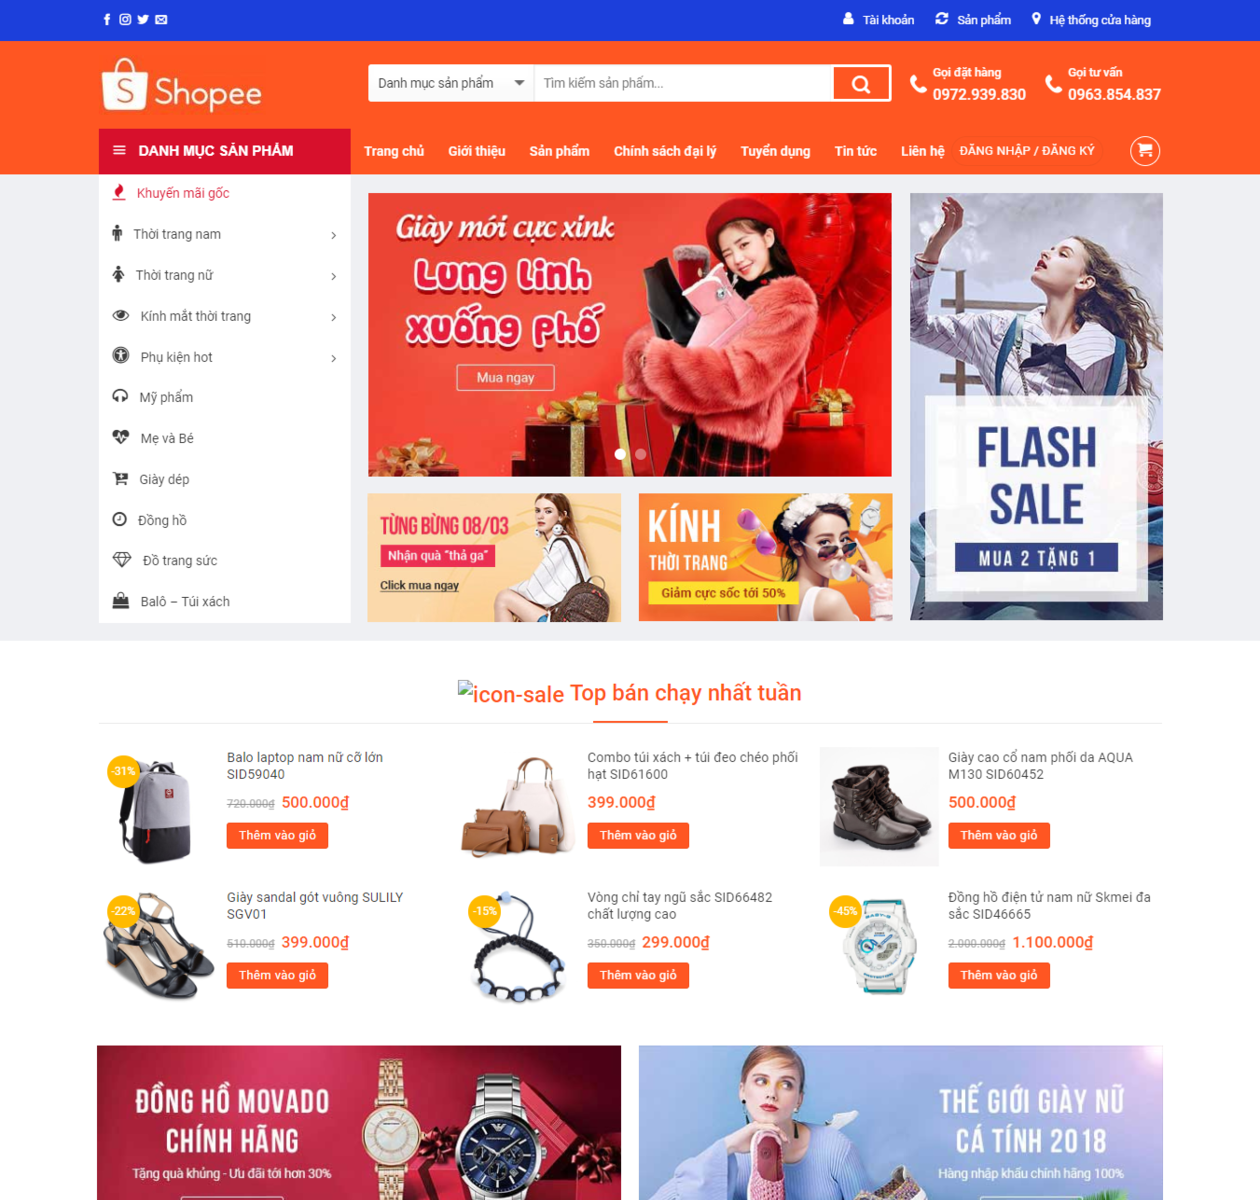 Tài khoản
Sản phẩm
Hệ thống cửa hàng
S Shopee
Danh mục sản phẩm
Tìm kiếm sản phẩm...
Gọi đặt hàng
0972.939.830
Gọi tư vấn
0963.854.837
DANH MỤC SẢN PHẨM
Trang chủ
Giới thiệu
Sản phẩm
Chính sách đại lý
Tuyển dụng
Tin tức
Liên hệ
ĐĂNG NHẬP / ĐĂNG KÝ
Khuyến mãi gốc
Thời trang nam
Thời trang nữ
Kính mắt thời trang
Phụ kiện hot
Mỹ phẩm
Mẹ và Bé
Giày dép
Đồng hồ
Đồ trang sức
Balô – Túi xách
Giày mới cực xink
Lung linh
xuống phố
Mua ngay
TỪNG BỪNG 08/03
Nhận quà "thả ga"
Click mua ngay
KÍNH
THỜI TRANG
Giảm cực sốc tới 50%
FLASH
SALE
MUA 2 TẶNG 1
icon-sale Top bán chạy nhất tuần
-31%
Balo laptop nam nữ cỡ lớn
SID59040
720.000₫ 500.000₫
Thêm vào giỏ
Combo túi xách + túi đeo chéo phối
hạt SID61600
399.000₫
Thêm vào giỏ
Giày cao cổ nam phối da AQUA
M130 SID60452
500.000₫
Thêm vào giỏ
-22%
Giày sandal gót vuông SULILY
SGV01
510.000₫ 399.000₫
Thêm vào giỏ
-15%
Vòng chỉ tay ngũ sắc SID66482
chất lượng cao
350.000₫ 299.000₫
Thêm vào giỏ
-45%
Đồng hồ điện tử nam nữ Skmei đa
sắc SID46665
2.000.000₫ 1.100.000₫
Thêm vào giỏ
ĐỒNG HỒ MOVADO
CHÍNH HÃNG
Tặng quà khủng - Ưu đãi tới hơn 30%
THẾ GIỚI GIÀY NỮ
CÁ TÍNH 2018
Hàng nhập khẩu chính hãng 100%